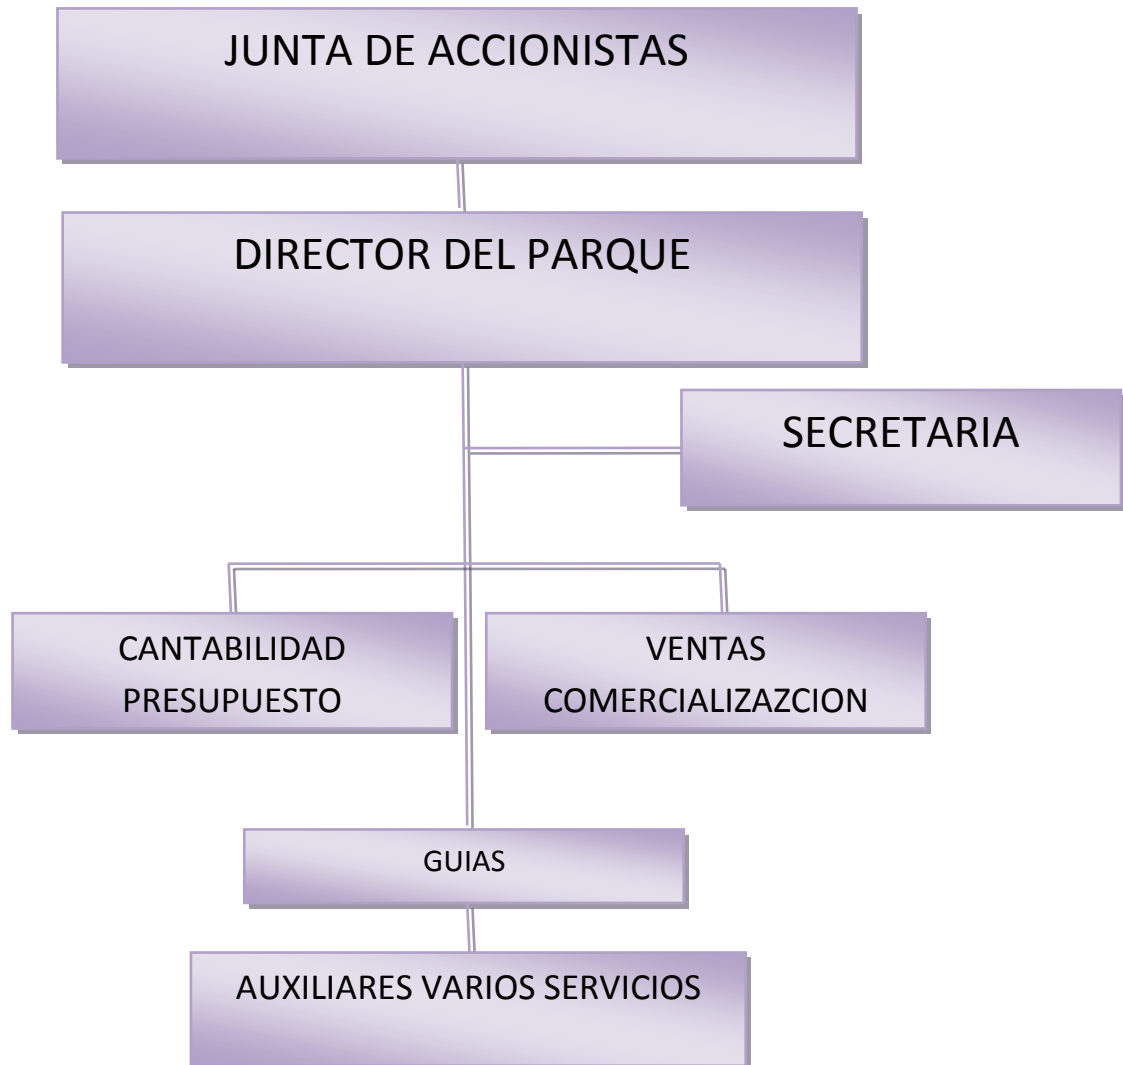 JUNTA DE ACCIONISTAS
DIRECTOR DEL PARQUE
SECRETARIA
CANTABILIDAD
PRESUPUESTO
VENTAS
COMERCIALIZAZCION
GUIAS
AUXILIARES VARIOS SERVICIOS